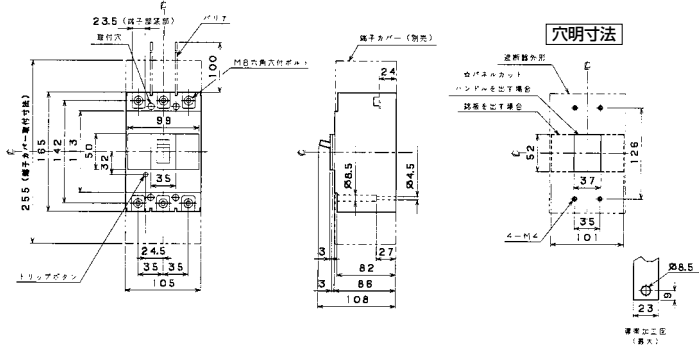 23.5 (端子露出部)
バリア
取付穴
M8六角穴付ボルト
100
99
255 (端子カバー取付寸法)
165
142
113
50
32
35
24.5
35
35
105
トリップボタン
端子カバー (別売)
24
Ø8.5
Ø4.5
3
27
82
3
86
108
穴明寸法
遮断器外形
パネルカット
ハンドルを出す場合
銘板を出す場合
52
126
37
35
4-M4
101
Ø8.5
9
23
導帯加工図
(最大)